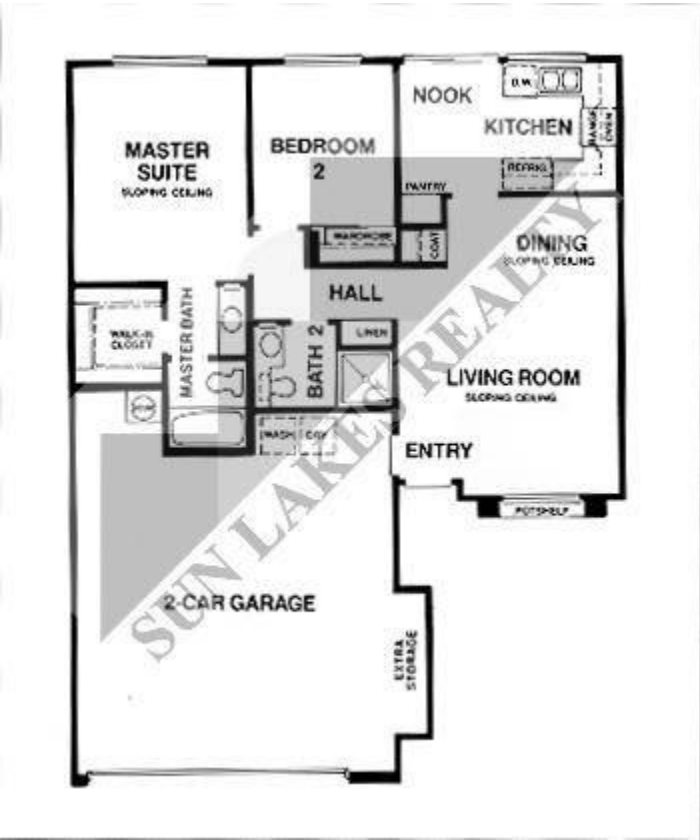 NOOK
D.W.
KITCHEN
RANGE
OVEN
MASTER
SUITE
SLOPING CEILING
BEDROOM
2
REFRIG.
PANTRY
WARDROBE
COAT
DINING
SLOPING CEILING
HALL
MASTER BATH
WALK-IN
CLOSET
BATH 2
LINEN
LIVING ROOM
SLOPING CEILING
WASH
DRY
ENTRY
POTSHELF
2-CAR GARAGE
EXTRA
STORAGE
SUN LAKES REALTY